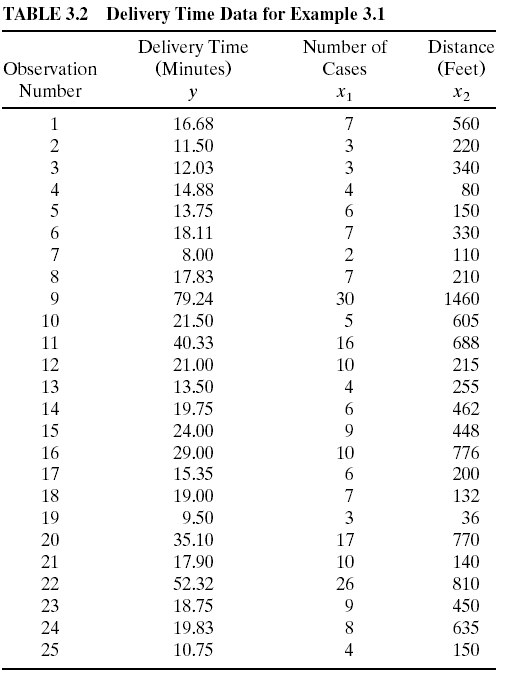 TABLE 3.2 Delivery Time Data for Example 3.1
Delivery Time Number of Distance
Observation (Minutes) Cases (Feet)
Number y x₁ x₂
1 16.68 7 560
2 11.50 3 220
3 12.03 3 340
4 14.88 4 80
5 13.75 6 150
6 18.11 7 330
7 8.00 2 110
8 17.83 7 210
9 79.24 30 1460
10 21.50 5 605
11 40.33 16 688
12 21.00 10 215
13 13.50 4 255
14 19.75 6 462
15 24.00 9 448
16 29.00 10 776
17 15.35 6 200
18 19.00 7 132
19 9.50 3 36
20 35.10 17 770
21 17.90 10 140
22 52.32 26 810
23 18.75 9 450
24 19.83 8 635
25 10.75 4 150